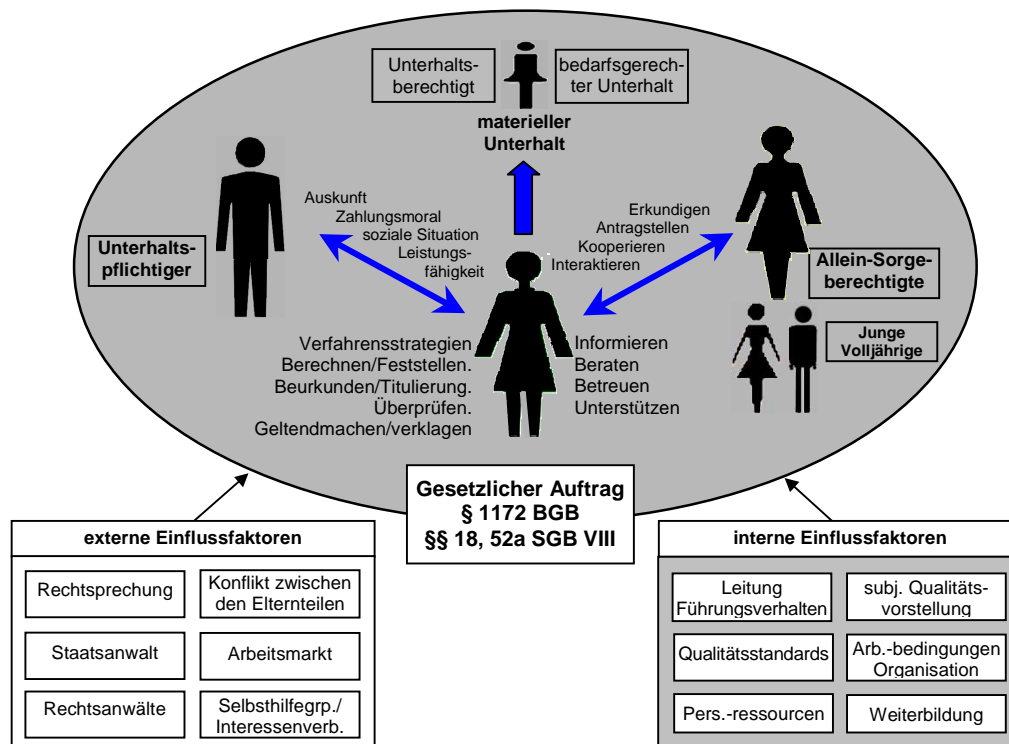 Unterhalts-
berechtigt
bedarfsgerech-
ter Unterhalt
materieller
Unterhalt
Auskunft
Zahlungsmoral
soziale Situation
Leistungs-
fähigkeit
Erkundigen
Antragstellen
Kooperieren
Interaktieren
Unterhalts-
pflichtiger
Allein-Sorge-
berechtigte
Junge
Volljährige
Verfahrensstrategien
Berechnen/Feststellen.
Beurkunden/Titulierung.
Überprüfen.
Geltendmachen/verklagen
Informieren
Beraten
Betreuen
Unterstützen
Gesetzlicher Auftrag
§ 1172 BGB
§§ 18, 52a SGB VIII
externe Einflussfaktoren
Rechtsprechung
Konflikt zwischen
den Elternteilen
Staatsanwalt
Arbeitsmarkt
Rechtsanwälte
Selbsthilfegrp./
Interessenverb.
interne Einflussfaktoren
Leitung
Führungsverhalten
subj. Qualitäts-
vorstellung
Qualitätsstandards
Arb.-bedingungen
Organisation
Pers.-ressourcen
Weiterbildung